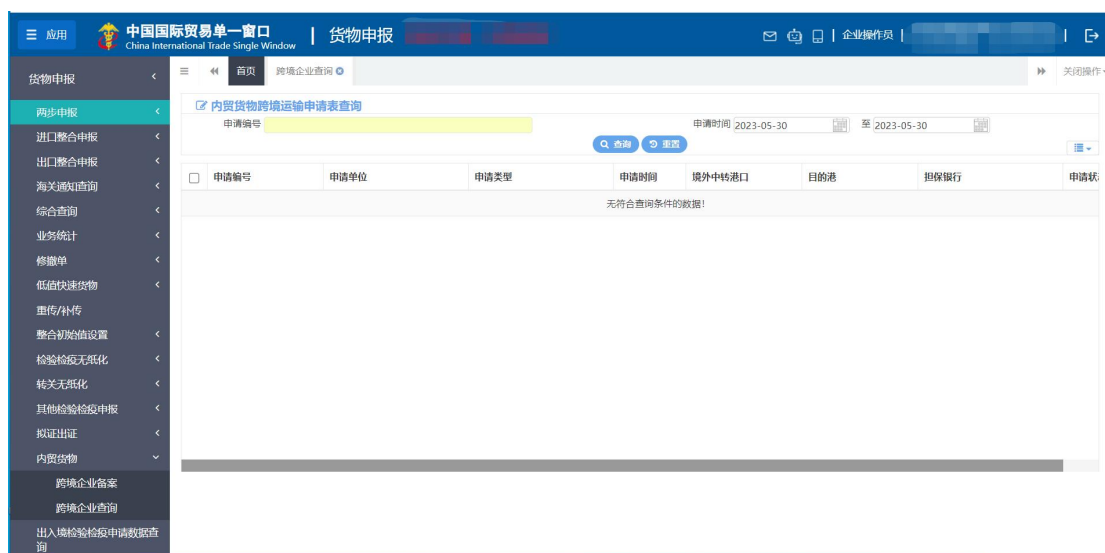 应用
中国国际贸易单一窗口
China International Trade Single Window
货物申报
企业操作员
货物申报
首页
跨境企业查询
关闭操作
两步申报
进口整合申报
出口整合申报
海关通知查询
综合查询
业务统计
修撤单
低值快速货物
重传/补传
整合初始值设置
检验检疫无纸化
转关无纸化
其他检验检疫申报
拟证出证
内贸货物
跨境企业备案
跨境企业查询
出入境检验检疫申请数据查
询
内贸货物跨境运输申请表查询
申请编号
申请时间 2023-05-30 至 2023-05-30
查询 重置
申请编号 申请单位 申请类型 申请时间 境外中转港口 目的港 担保银行 申请状
无符合查询条件的数据!